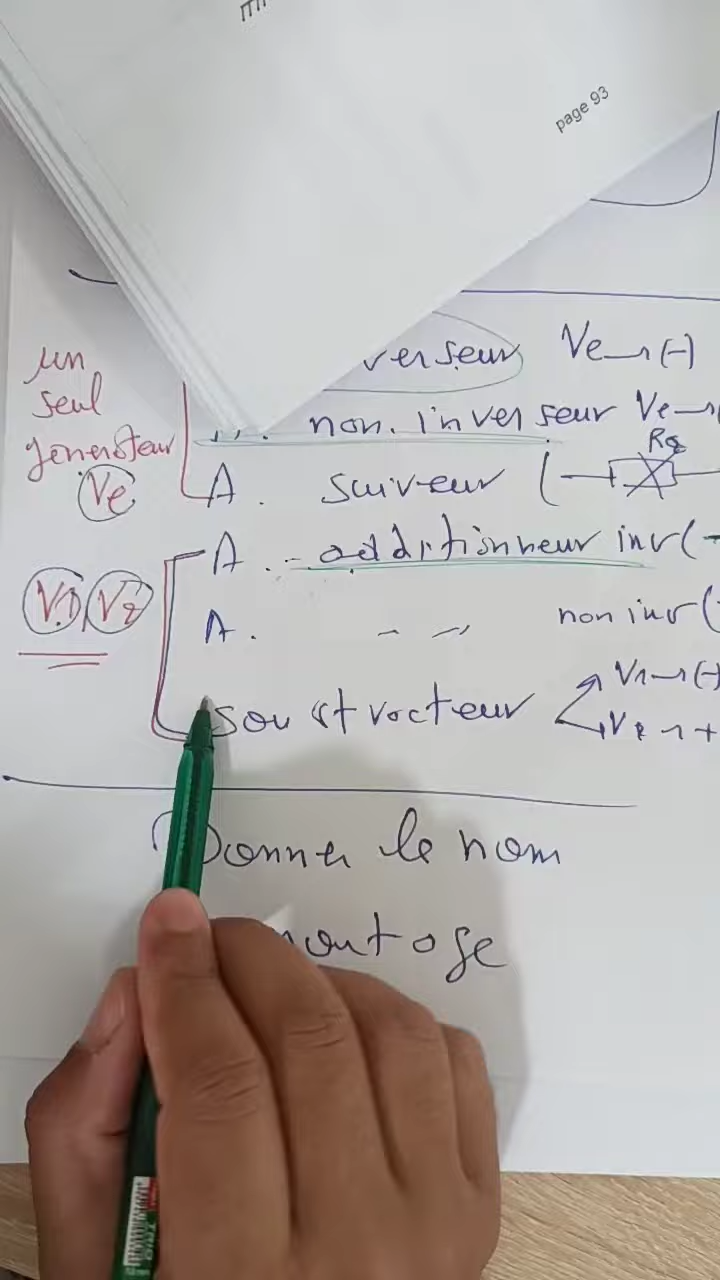 page 93
un
seul
generateur
Ve
verseur Ve → (-)
non. inverseur Ve →
A. suiveur ( R2
A. - additionneur inv (-
V1 V2
A. - - " non inv (
soustracteur V1 → (-)
V2 → +
Donner le nom
montage